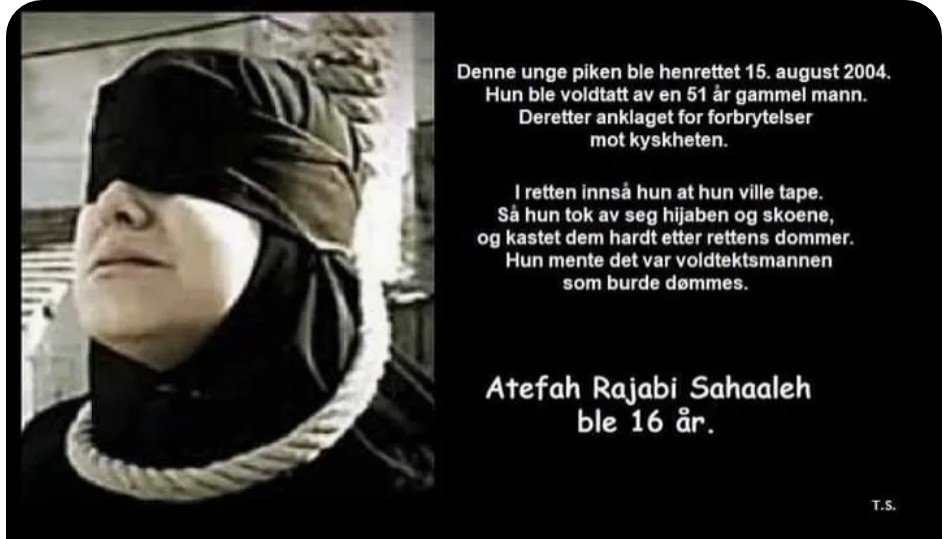 Denne unge piken ble henrettet 15. august 2004.
Hun ble voldtatt av en 51 år gammel mann.
Deretter anklaget for forbrytelser
mot kyskheten.
I retten innså hun at hun ville tape.
Så hun tok av seg hijaben og skoene,
og kastet dem hardt etter rettens dommer.
Hun mente det var voldtektsmannen
som burde dømmes.
Atefah Rajabi Sahaaleh
ble 16 år.
T.S.